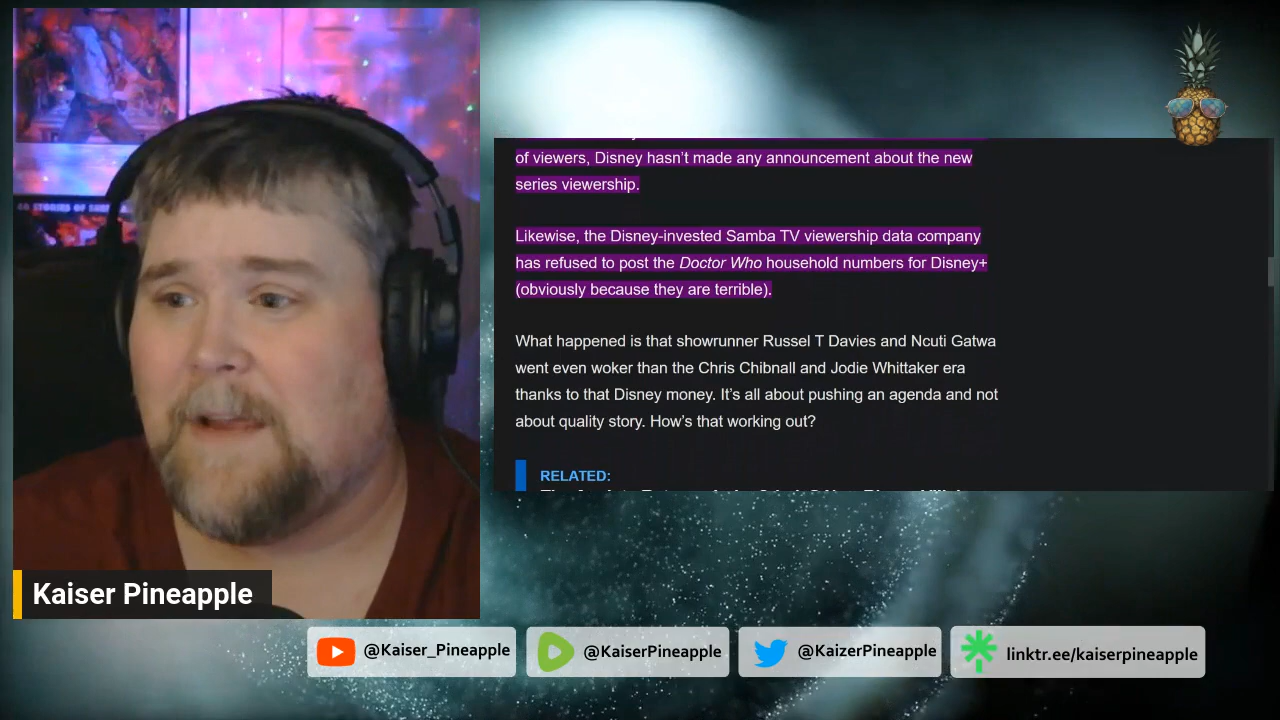 of viewers, Disney hasn't made any announcement about the new
series viewership.
Likewise, the Disney-invested Samba TV viewership data company
has refused to post the Doctor Who household numbers for Disney+
(obviously because they are terrible).
What happened is that showrunner Russel T Davies and Ncuti Gatwa
went even woker than the Chris Chibnall and Jodie Whittaker era
thanks to that Disney money. It's all about pushing an agenda and not
about quality story. How's that working out?
RELATED:
Kaiser Pineapple
@Kaiser_Pineapple
@KaiserPineapple
@KaizerPineapple
linktr.ee/kaiserpineapple